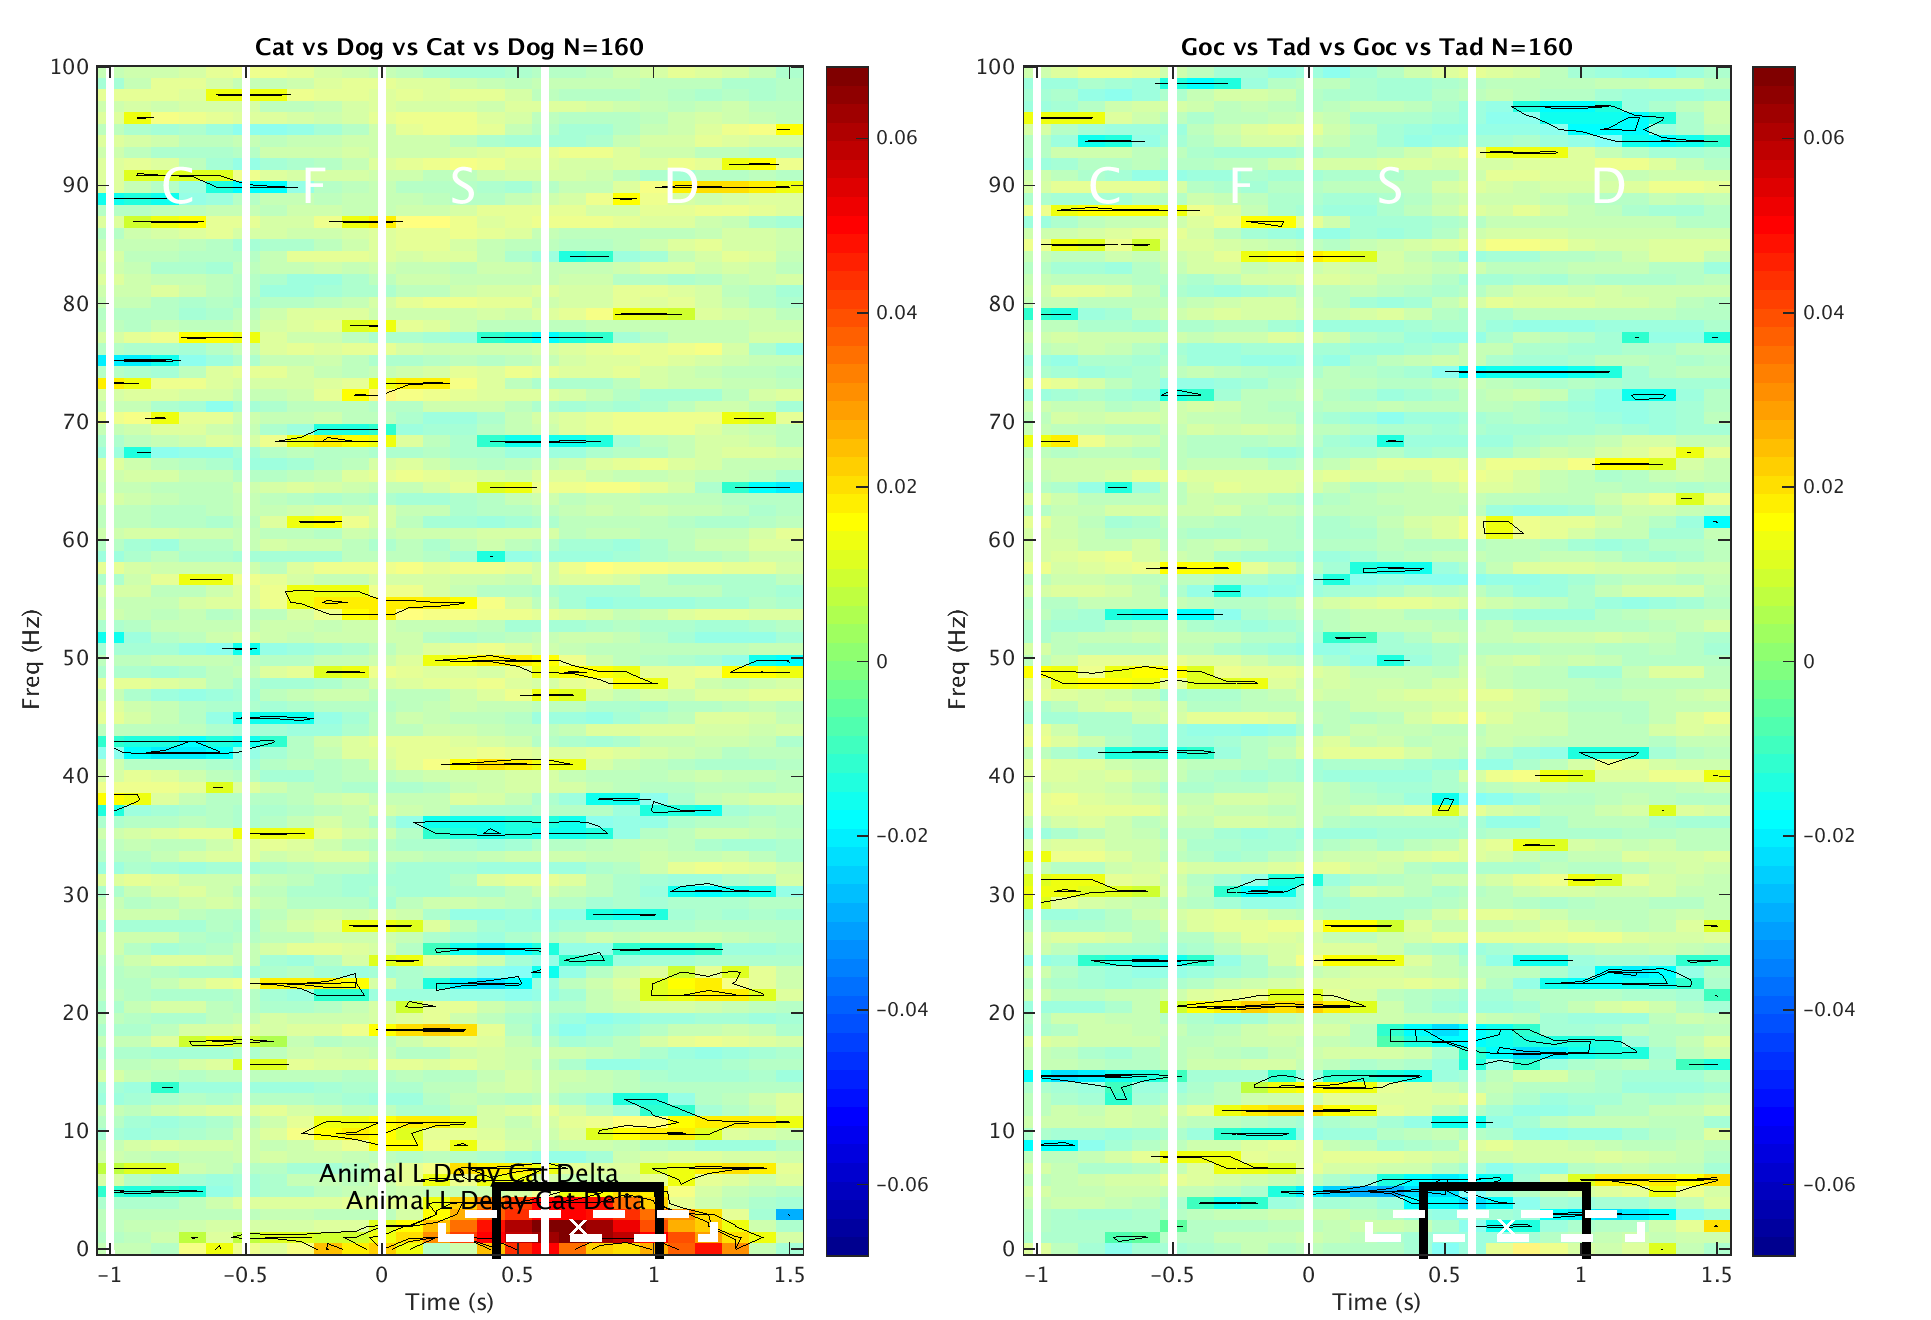 Cat vs Dog vs Cat vs Dog N=160
100
90
80
70
60
50
40
30
20
10
0
Freq (Hz)
C F S D
Animal L Delay Cat Delta
Animal L Delay Cat Delta
x
-1 -0.5 0 0.5 1 1.5
Time (s)
0.06
0.04
0.02
0
-0.02
-0.04
-0.06
Goc vs Tad vs Goc vs Tad N=160
100
90
80
70
60
50
40
30
20
10
0
Freq (Hz)
C F S D
x
-1 -0.5 0 0.5 1 1.5
Time (s)
0.06
0.04
0.02
0
-0.02
-0.04
-0.06